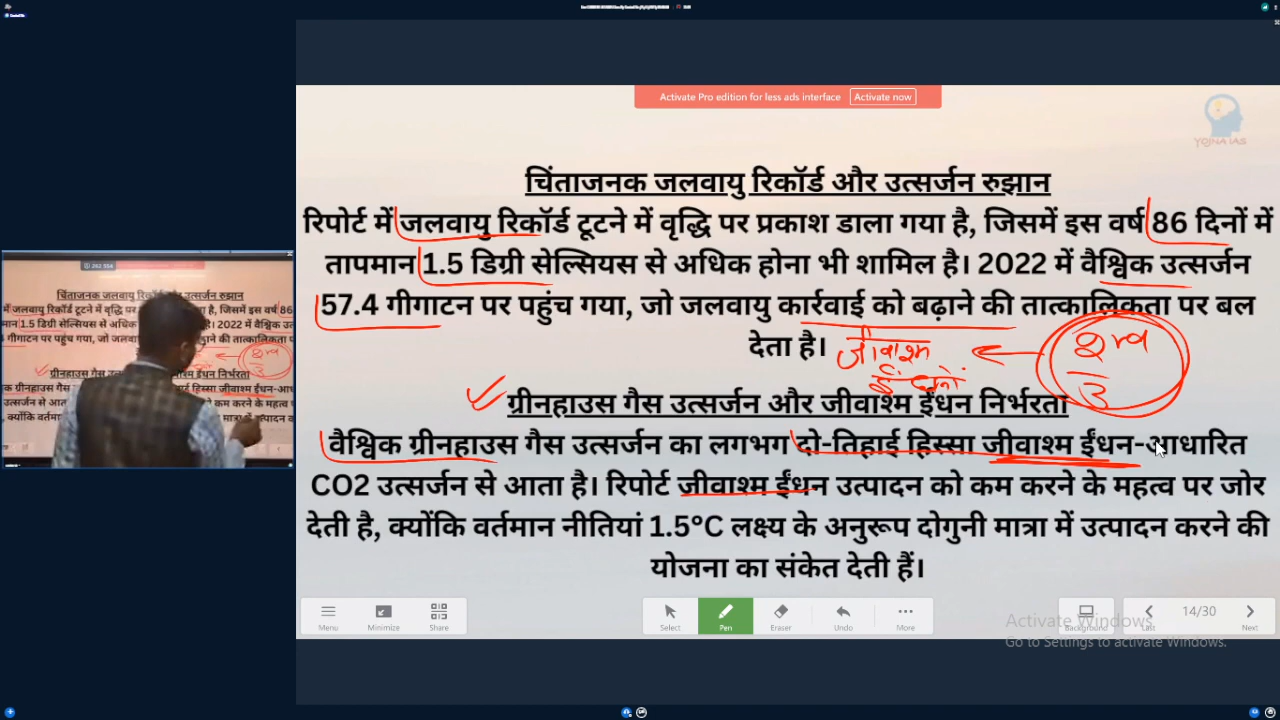 Activate Pro edition for less ads interface Activate now
YOJNA IAS
चिंताजनक जलवायु रिकॉर्ड और उत्सर्जन रुझान
रिपोर्ट में जलवायु रिकॉर्ड टूटने में वृद्धि पर प्रकाश डाला गया है, जिसमें इस वर्ष 86 दिनों में
तापमान 1.5 डिग्री सेल्सियस से अधिक होना भी शामिल है। 2022 में वैश्विक उत्सर्जन
57.4 गीगाटन पर पहुंच गया, जो जलवायु कार्रवाई को बढ़ाने की तात्कालिकता पर बल
देता है।
जीवाश्म
2
3
ग्रीनहाउस गैस उत्सर्जन और जीवाश्म ईंधन निर्भरता
वैश्विक ग्रीनहाउस गैस उत्सर्जन का लगभग दो-तिहाई हिस्सा जीवाश्म ईंधन-आधारित
CO2 उत्सर्जन से आता है। रिपोर्ट जीवाश्म ईंधन उत्पादन को कम करने के महत्व पर जोर
देती है, क्योंकि वर्तमान नीतियां 1.5°C लक्ष्य के अनुरूप दोगुनी मात्रा में उत्पादन करने की
योजना का संकेत देती हैं।
Menu Minimize Share Select Pen Eraser Undo More Background Last 14/30 Next
Activate Windows
Go to Settings to activate Windows.